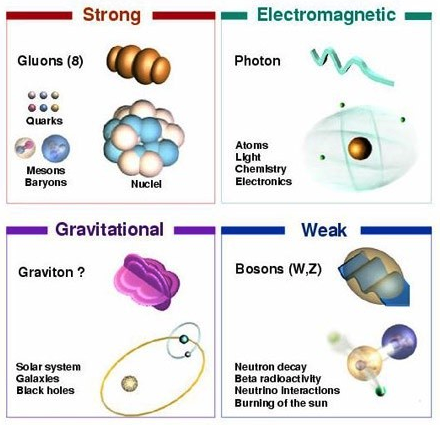 Strong
Gluons (8)
Quarks
Mesons
Baryons
Nuclei
Electromagnetic
Photon
Atoms
Light
Chemistry
Electronics
Gravitational
Graviton ?
Solar system
Galaxies
Black holes
Weak
Bosons (W,Z)
Neutron decay
Beta radioactivity
Neutrino interactions
Burning of the sun